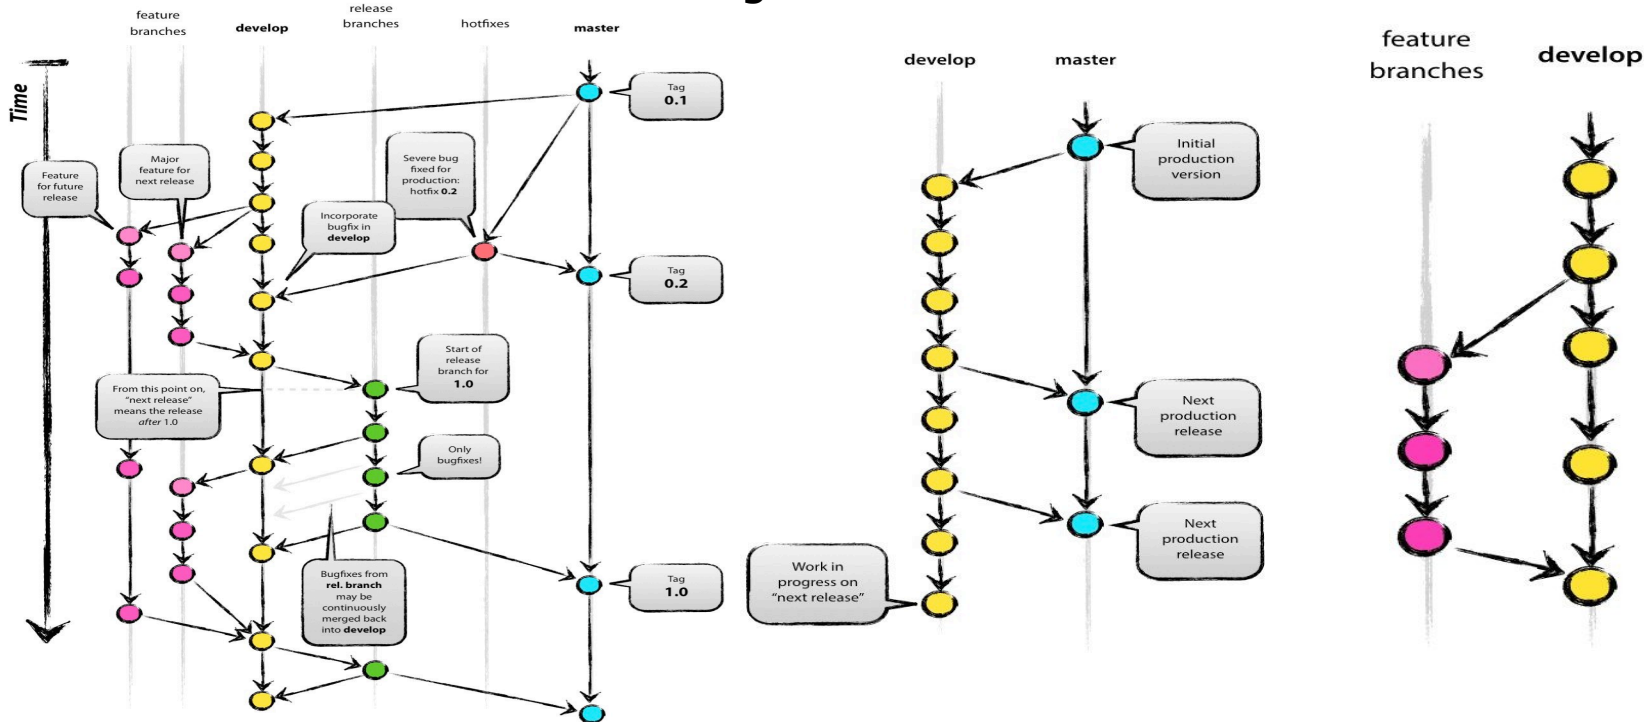 feature
branches
develop
release
branches
hotfixes
master
Time
Tag
0.1
Severe bug
fixed for
production:
hotfix 0.2
Major
feature for
next release
Feature
for future
release
Incorporate
bugfix in
develop
Tag
0.2
Start of
release
branch for
1.0
From this point on,
"next release"
means the release
after 1.0
Only
bugfixes!
Bugfixes from
rel. branch
may be
continuously
merged back
into develop
Tag
1.0
develop
master
Initial
production
version
Next
production
release
Next
production
release
Work in
progress on
"next release"
feature
branches
develop